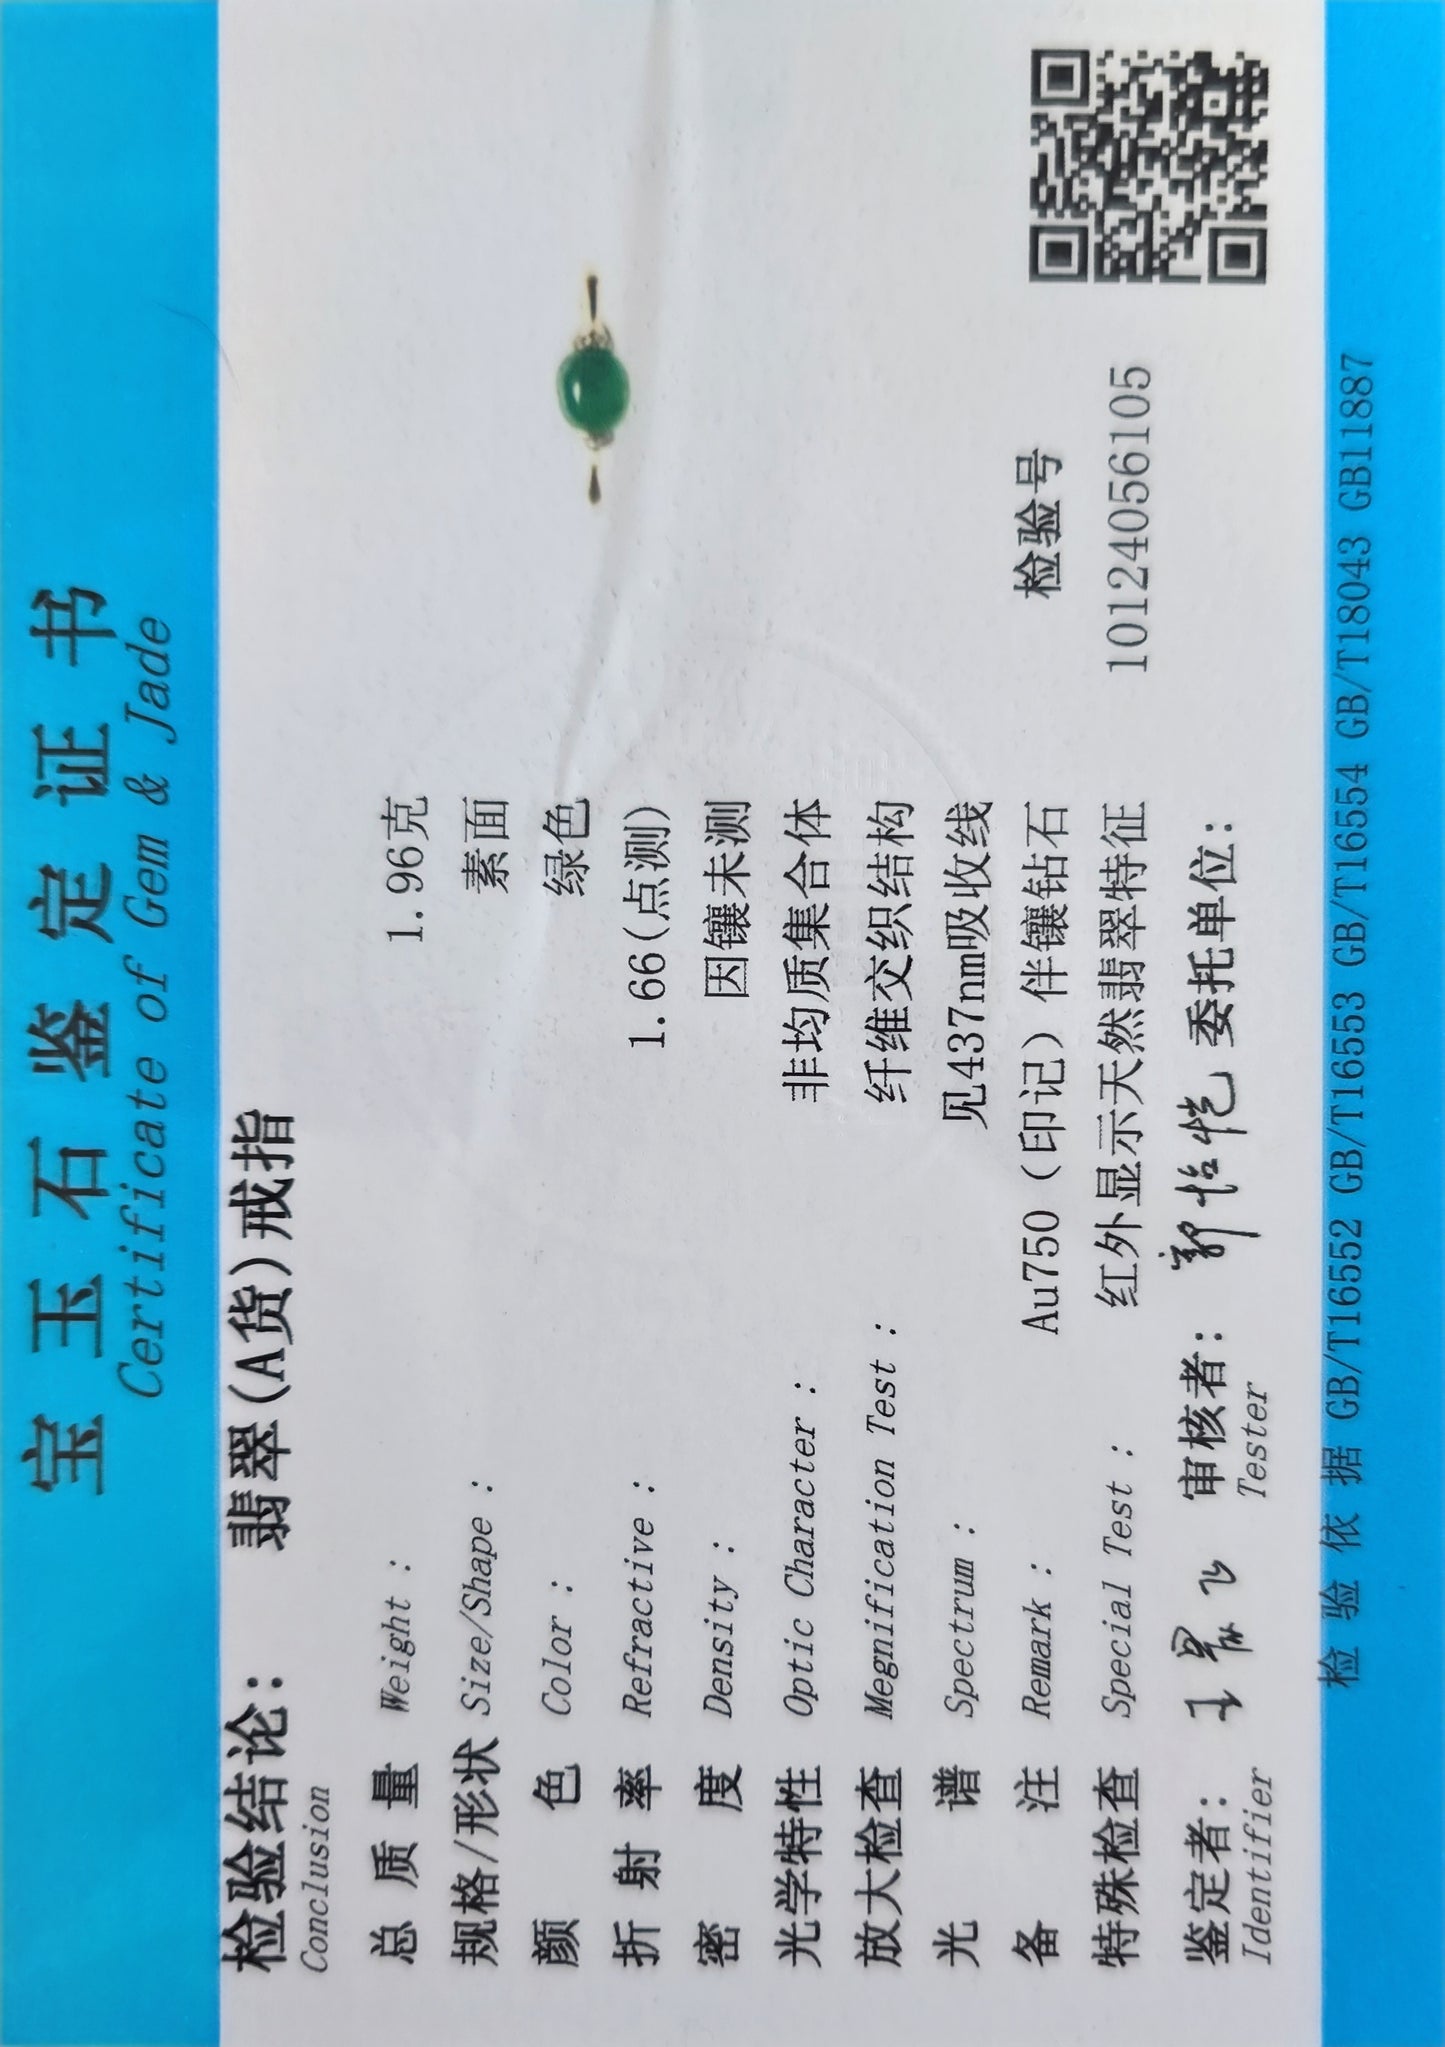 宝玉石鉴定证书
Certificate of Gem & Jade
检验结论： 翡翠(A货)戒指
Conclusion
总质量 Weight : 1.96克
规格/形状 Size/Shape : 素面
颜色 Color : 绿色
折射率 Refractive : 1.66(点测)
密度 Density : 因镶未测
光学特性 Optic Character : 非均质集合体
放大检查 Megnification Test : 纤维交织结构
光谱 Spectrum : 见437nm吸收线
备注 Remark : Au750（印记）伴镶钻石
特殊检查 Special Test : 红外显示天然翡翠特征
检验号
101240561​05
鉴定者： 审核者： 郭怡恺 委托单位：
Identifier Tester
检验依据 GB/T16552 GB/T16553 GB/T16554 GB/T18043 GB11887